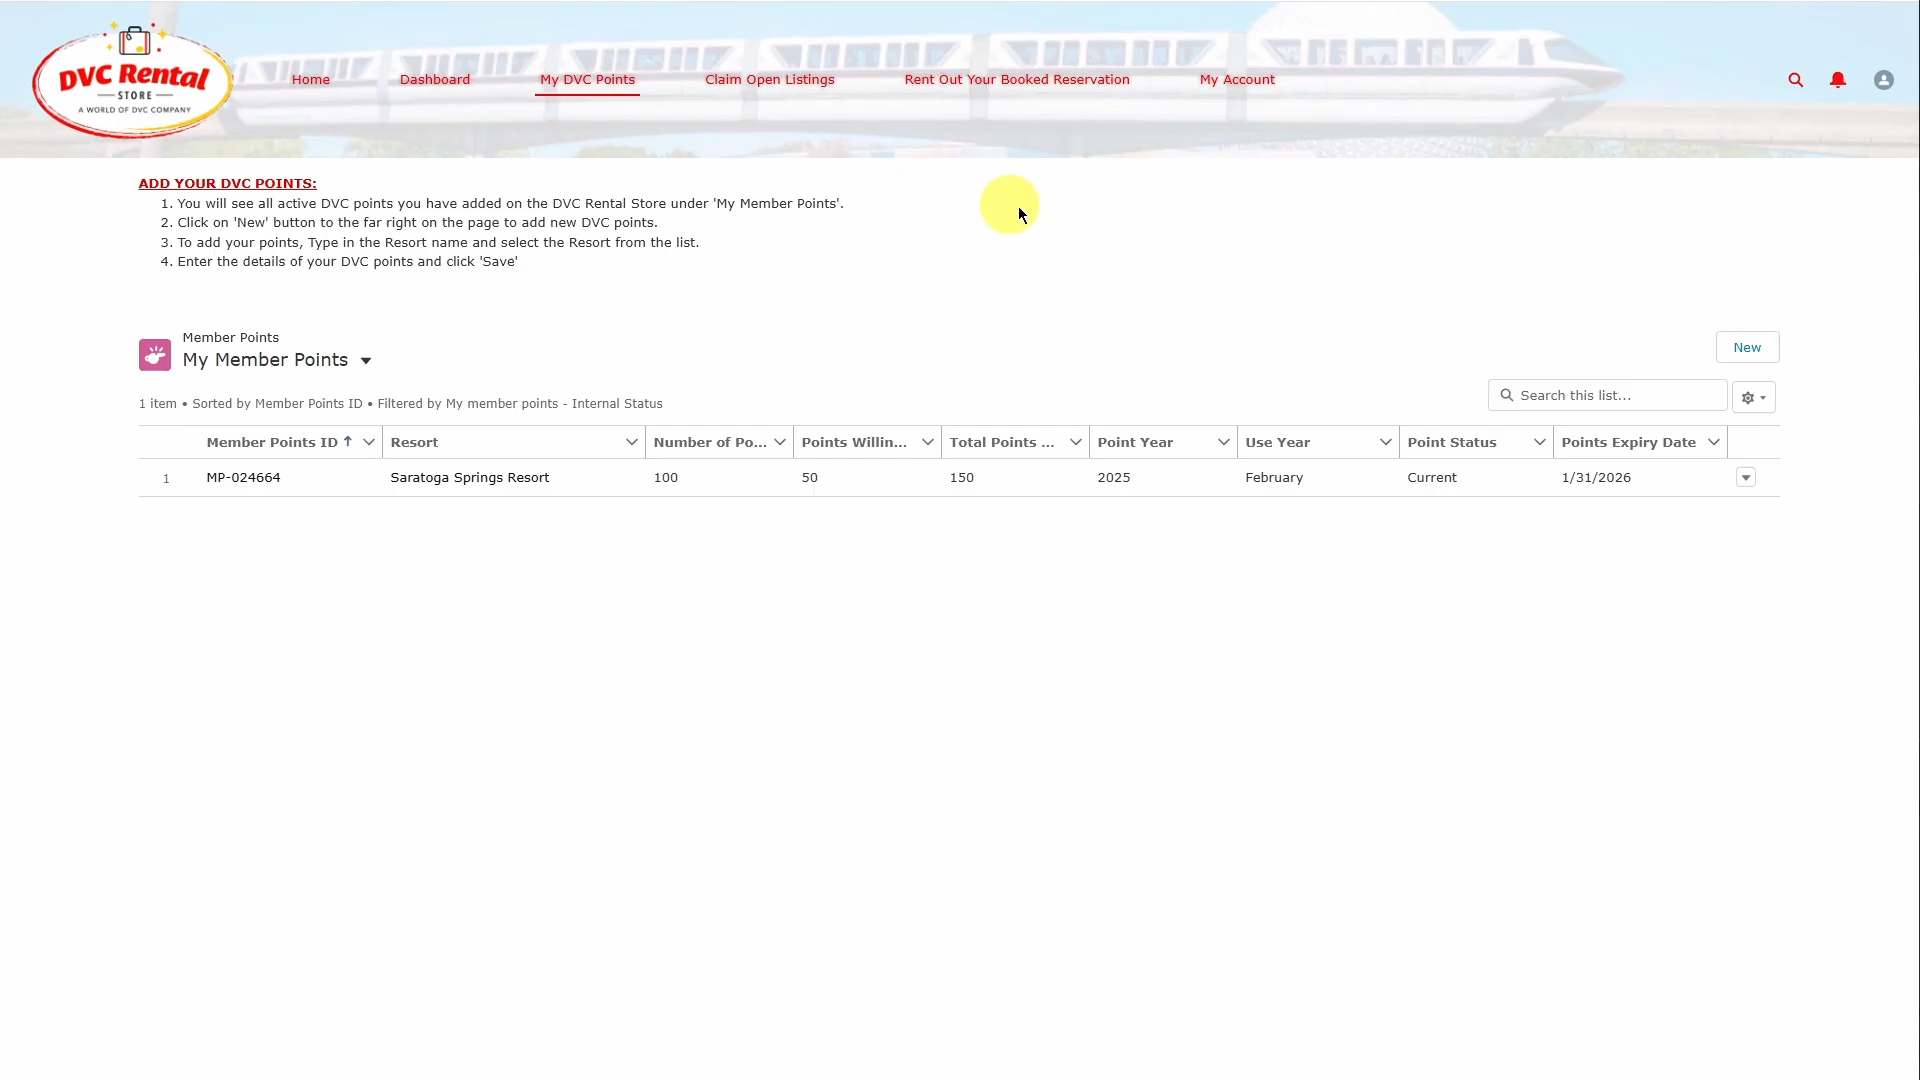 DVC Rental
STORE
A WORLD OF DVC COMPANY
Home
Dashboard
My DVC Points
Claim Open Listings
Rent Out Your Booked Reservation
My Account
ADD YOUR DVC POINTS:
1. You will see all active DVC points you have added on the DVC Rental Store under 'My Member Points'.
2. Click on 'New' button to the far right on the page to add new DVC points.
3. To add your points, Type in the Resort name and select the Resort from the list.
4. Enter the details of your DVC points and click 'Save'
Member Points
My Member Points
New
1 item • Sorted by Member Points ID • Filtered by My member points - Internal Status
Search this list...
Member Points ID Resort Number of Po... Points Willin... Total Points ... Point Year Use Year Point Status Points Expiry Date
1 MP-024664 Saratoga Springs Resort 100 50 150 2025 February Current 1/31/2026